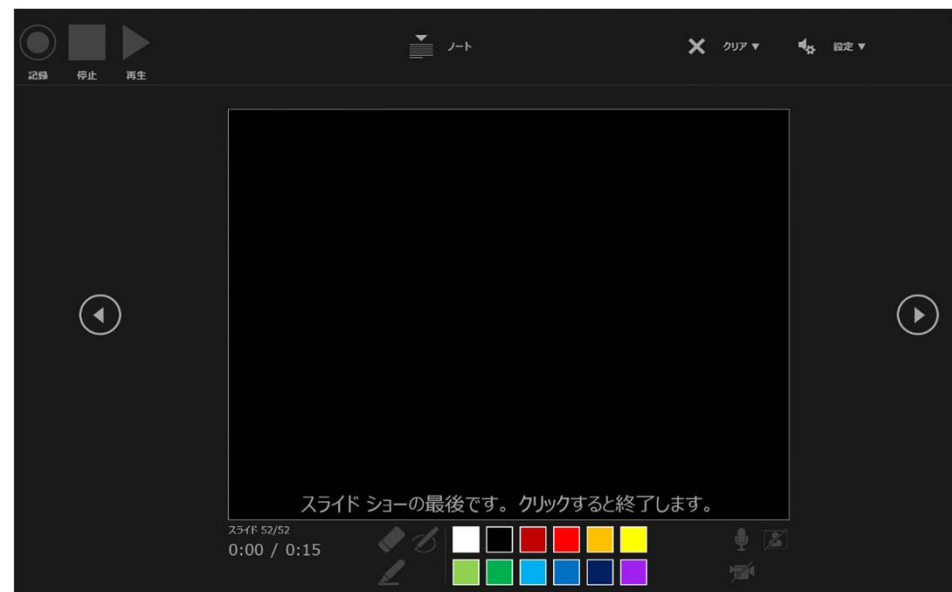 記録
停止
再生
ノート
クリア ▼
設定 ▼
スライド ショーの最後です。クリックすると終了します。
スライド 52/52
0:00 / 0:15